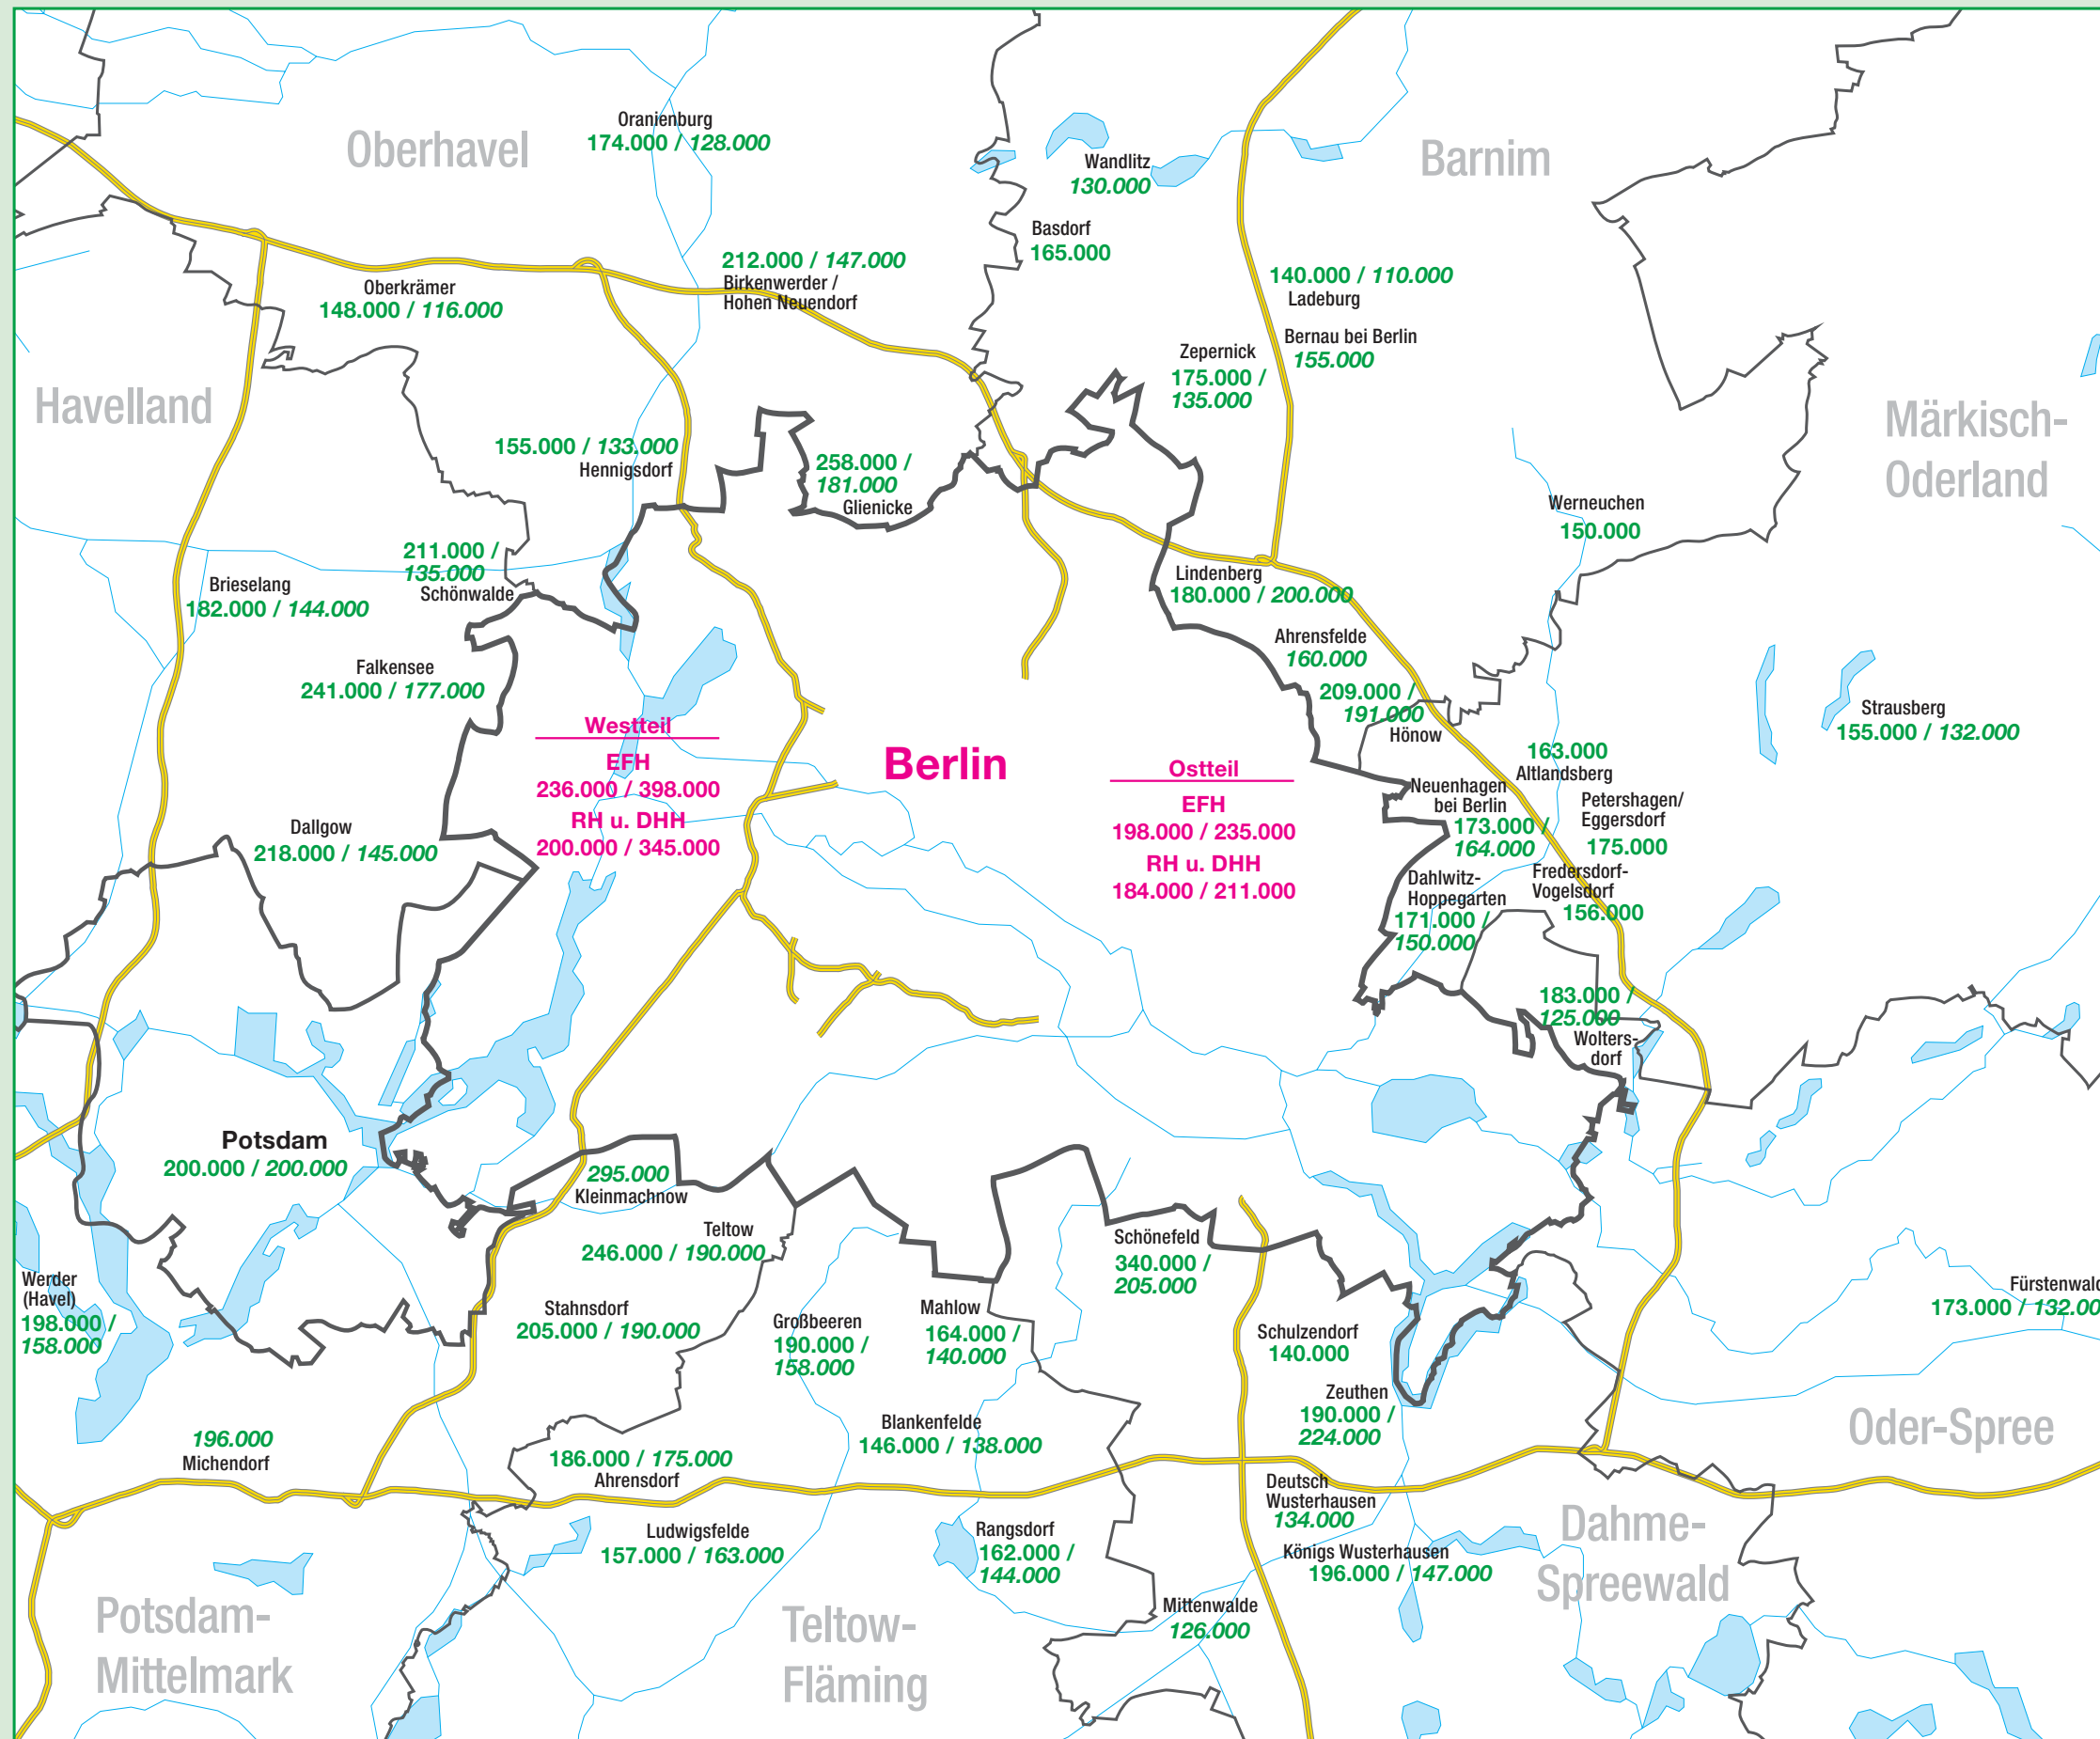 Oberhavel
Oranienburg
174.000 / 128.000
Wandlitz
130.000
Barnim
Basdorf
165.000
212.000 / 147.000
Birkenwerder /
Hohen Neuendorf
Oberkrämer
148.000 / 116.000
140.000 / 110.000
Ladeburg
Bernau bei Berlin
155.000
Zepernick
175.000 /
135.000
Havelland
Märkisch-
Oderland
155.000 / 133.000
Hennigsdorf
258.000 /
181.000
Glienicke
Werneuchen
150.000
211.000 /
135.000
Schönwalde
Brieselang
182.000 / 144.000
Lindenberg
180.000 / 200.000
Ahrensfelde
160.000
Falkensee
241.000 / 177.000
209.000 /
191.000
Hönow
Strausberg
155.000 / 132.000
Westteil
EFH
236.000 / 398.000
RH u. DHH
200.000 / 345.000
Berlin
Ostteil
EFH
198.000 / 235.000
RH u. DHH
184.000 / 211.000
163.000
Altlandsberg
Neuenhagen
bei Berlin
173.000 /
164.000
Petershagen/
Eggersdorf
175.000
Dallgow
218.000 / 145.000
Dahlwitz-
Hoppegarten
171.000 /
150.000
Fredersdorf-
Vogelsdorf
156.000
183.000 /
125.000
Wolters-
dorf
Potsdam
200.000 / 200.000
295.000
Kleinmachnow
Teltow
246.000 / 190.000
Schönefeld
340.000 /
205.000
Werder
(Havel)
198.000 /
158.000
Stahnsdorf
205.000 / 190.000
Großbeeren
190.000 /
158.000
Mahlow
164.000 /
140.000
Schulzendorf
140.000
Fürstenwald
173.000 / 132.00
Zeuthen
190.000 /
224.000
Oder-Spree
Blankenfelde
146.000 / 138.000
196.000
Michendorf
186.000 / 175.000
Ahrensdorf
Deutsch
Wusterhausen
134.000
Ludwigsfelde
157.000 / 163.000
Rangsdorf
162.000 /
144.000
Königs Wusterhausen
196.000 / 147.000
Dahme-
Spreewald
Mittenwalde
126.000
Potsdam-
Mittelmark
Teltow-
Fläming